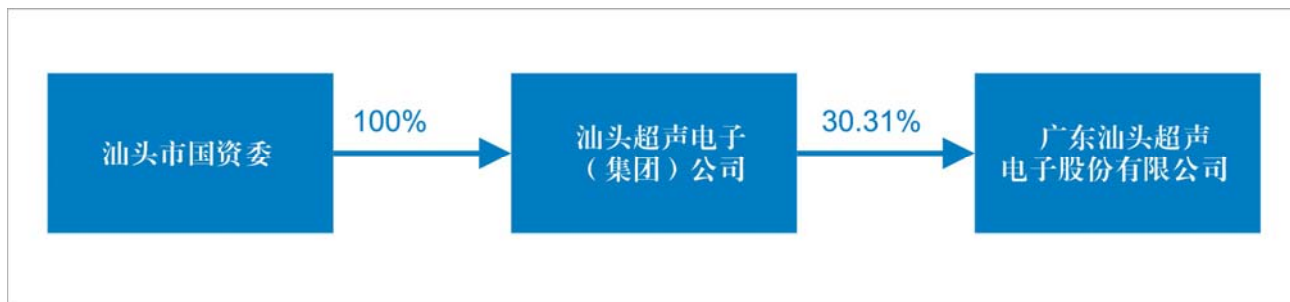 汕头市国资委
100%
汕头超声电子
（集团）公司
30.31%
广东汕头超声
电子股份有限公司